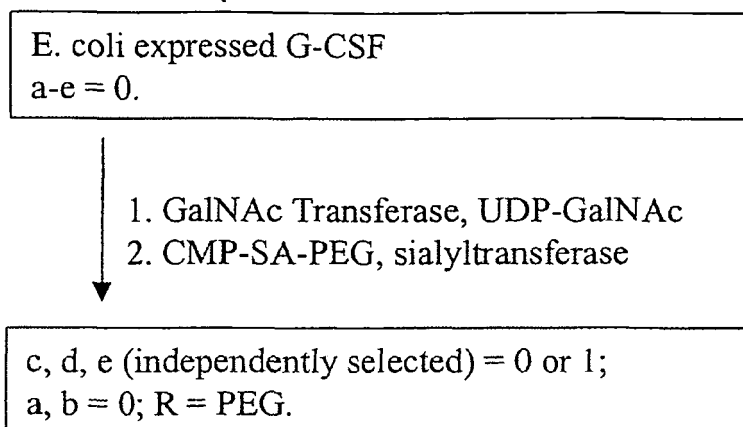 E. coli expressed G-CSF
a-e = 0.
1. GalNAc Transferase, UDP-GalNAc
2. CMP-SA-PEG, sialyltransferase
c, d, e (independently selected) = 0 or 1;
a, b = 0; R = PEG.